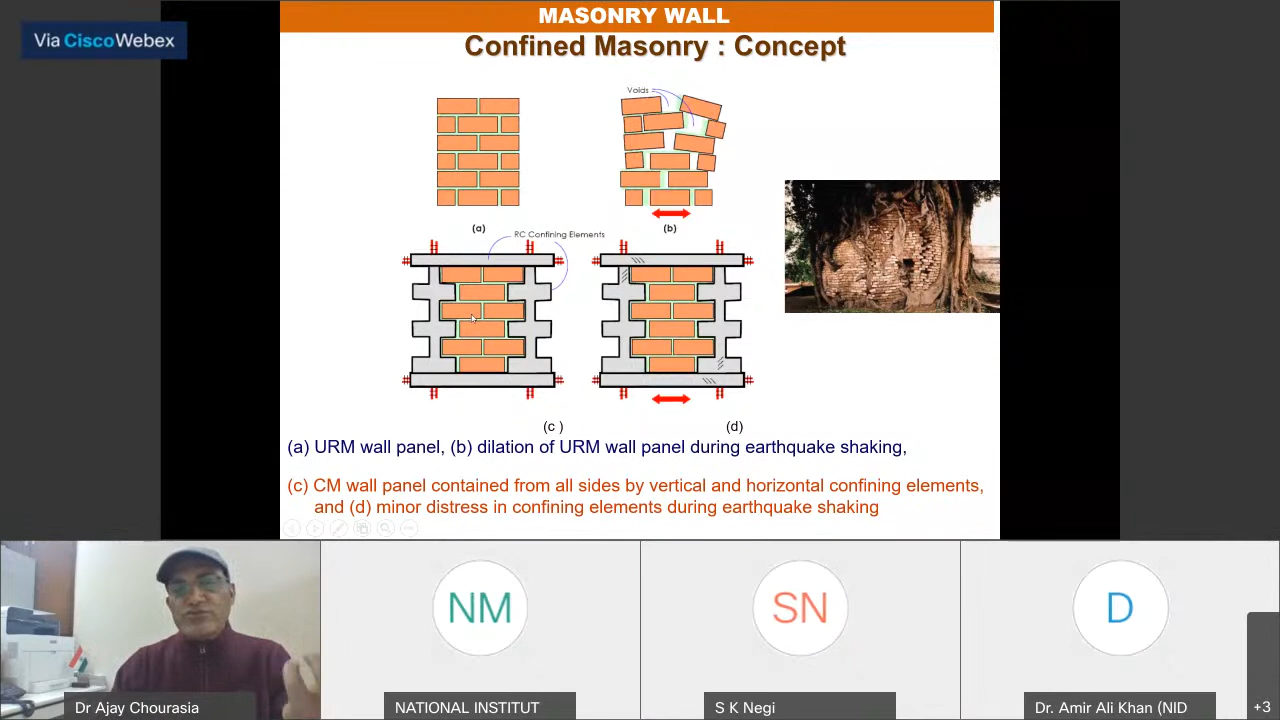 MASONRY WALL
Via CiscoWebex
Confined Masonry : Concept
Voids
(a)
(b)
RC Confining Elements
(c )
(d)
(a) URM wall panel, (b) dilation of URM wall panel during earthquake shaking,
(c) CM wall panel contained from all sides by vertical and horizontal confining elements,
and (d) minor distress in confining elements during earthquake shaking
NM
SN
D
Dr Ajay Chourasia
NATIONAL INSTITUT
S K Negi
Dr. Amir Ali Khan (NID
+3